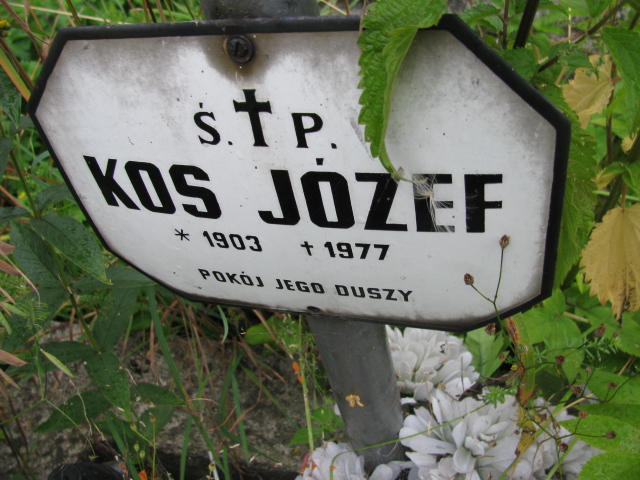 Ś.✝P.
KOS JÓZEF
* 1903 ✝ 1977
POKÓJ JEGO DUSZY